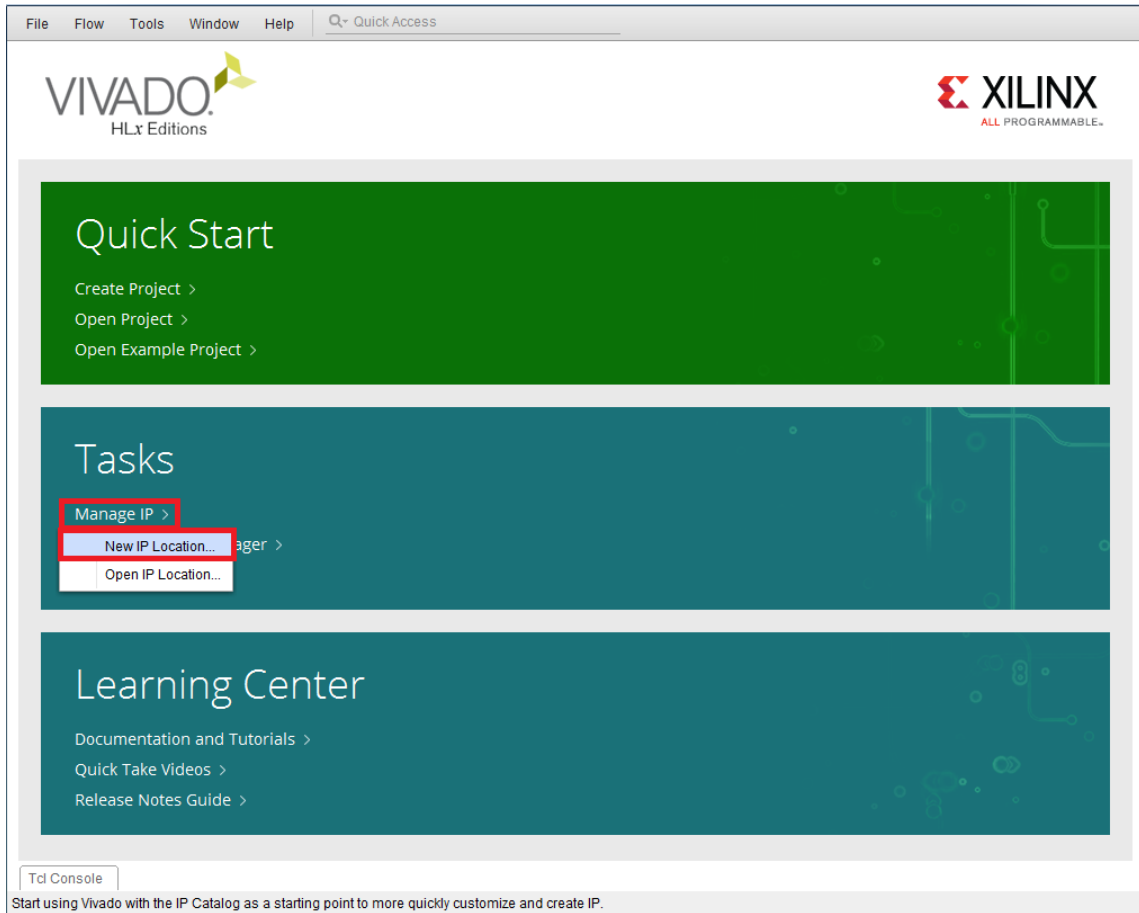 File Flow Tools Window Help Quick Access
VIVADO.
HLx Editions
XILINX
ALL PROGRAMMABLE™
Quick Start
Create Project >
Open Project >
Open Example Project >
Tasks
Manage IP >
New IP Location... ager >
Open IP Location...
Learning Center
Documentation and Tutorials >
Quick Take Videos >
Release Notes Guide >
Tcl Console
Start using Vivado with the IP Catalog as a starting point to more quickly customize and create IP.